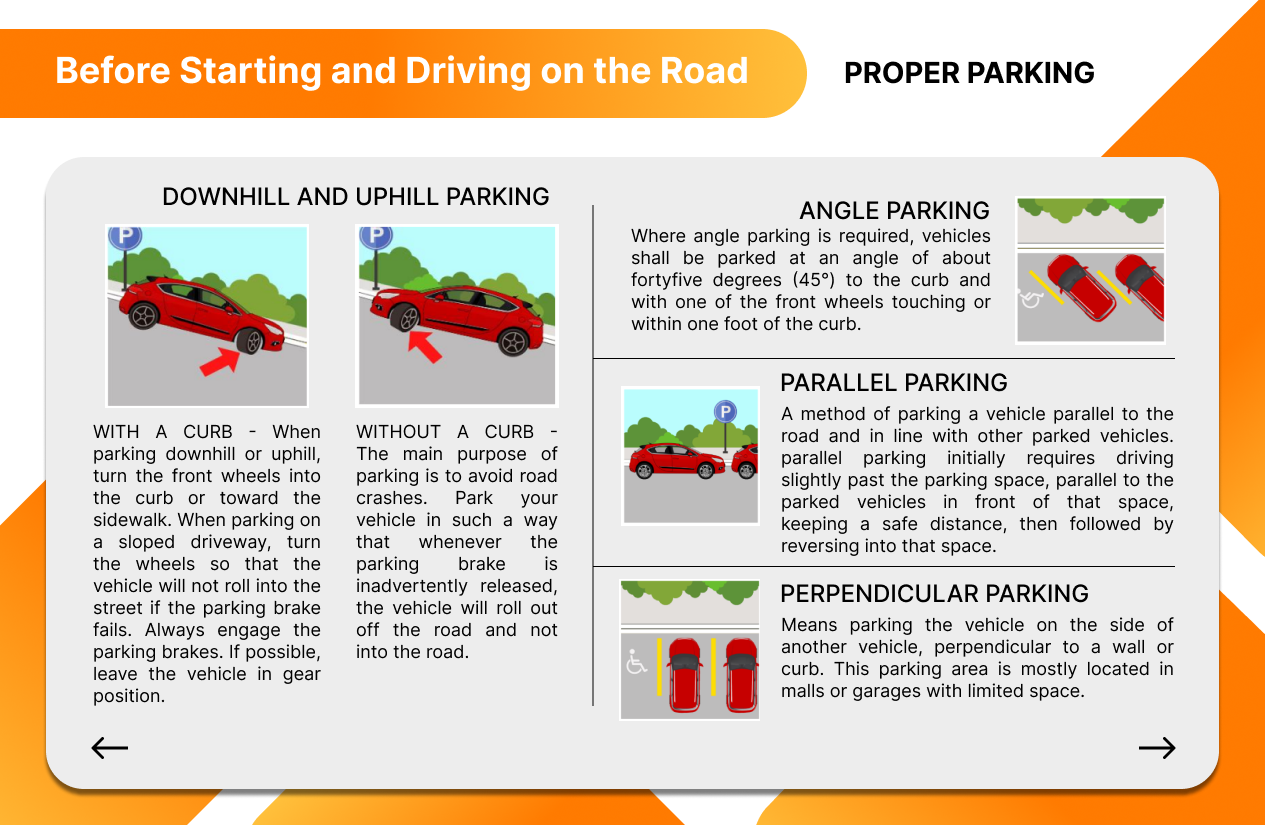 Before Starting and Driving on the Road
PROPER PARKING
DOWNHILL AND UPHILL PARKING
P
P
WITH A CURB - When
parking downhill or uphill,
turn the front wheels into
the curb or toward the
sidewalk. When parking on
a sloped driveway, turn
the wheels so that the
vehicle will not roll into the
street if the parking brake
fails. Always engage the
parking brakes. If possible,
leave the vehicle in gear
position.
WITHOUT A CURB -
The main purpose of
parking is to avoid road
crashes. Park your
vehicle in such a way
that whenever the
parking brake is
inadvertently released,
the vehicle will roll out
off the road and not
into the road.
ANGLE PARKING
Where angle parking is required, vehicles
shall be parked at an angle of about
fortyfive degrees (45°) to the curb and
with one of the front wheels touching or
within one foot of the curb.
PARALLEL PARKING
P
A method of parking a vehicle parallel to the
road and in line with other parked vehicles.
parallel parking initially requires driving
slightly past the parking space, parallel to the
parked vehicles in front of that space,
keeping a safe distance, then followed by
reversing into that space.
PERPENDICULAR PARKING
Means parking the vehicle on the side of
another vehicle, perpendicular to a wall or
curb. This parking area is mostly located in
malls or garages with limited space.